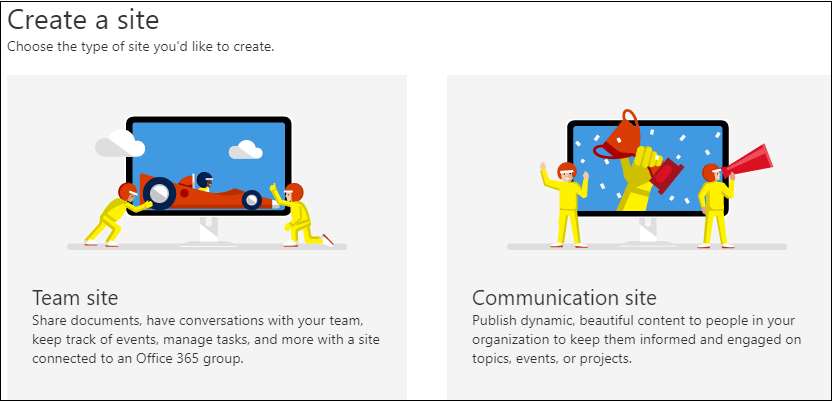 Create a site
Choose the type of site you'd like to create.
Team site
Share documents, have conversations with your team,
keep track of events, manage tasks, and more with a site
connected to an Office 365 group.
Communication site
Publish dynamic, beautiful content to people in your
organization to keep them informed and engaged on
topics, events, or projects.